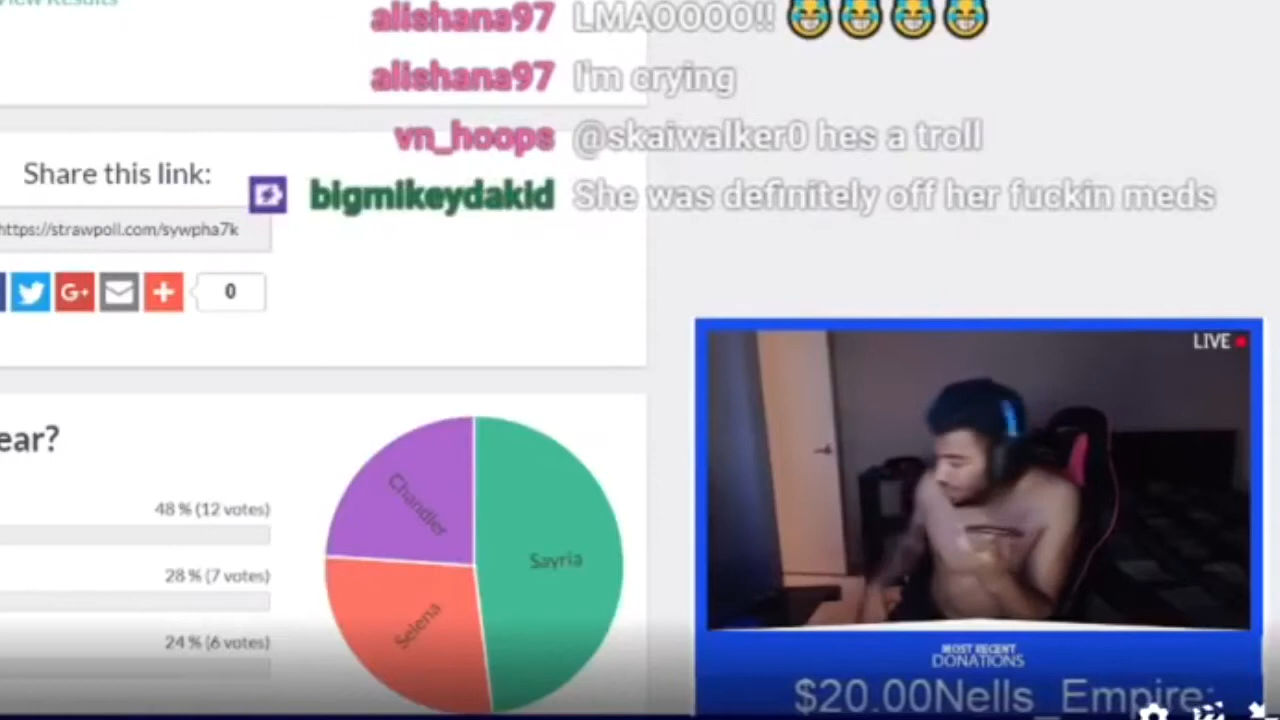 View Results
alishana97 LMAOOOO!!
alishana97 I'm crying
vn_hoops @skaiwalker0 hes a troll
Share this link:
bigmikeydakid She was definitely off her fuckin meds
https://strawpoll.com/sywpha7k
G+
0
LIVE
ear?
48 % (12 votes)
28 % (7 votes)
24 % (6 votes)
Chandler
Sayria
Selena
MOST RECENT
DONATIONS
$20.00Nells_Empire: